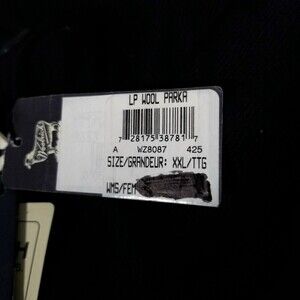 LP WOOL PARKA
7 28175 38781 7
A WZ8087 425
SIZE/GRANDEUR: XXL/TTG
WMS/FEM